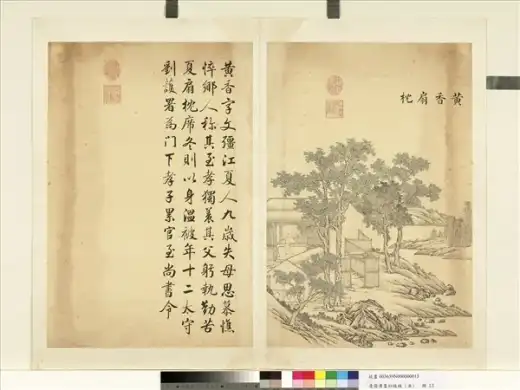 黃香扇枕
黃香字文彊江夏人九歲失母思慕憔
悴鄉人稱其至孝獨養其父躬執勤苦
夏扇枕席冬則以身溫被年十二太守
劉護署為門下孝子累官至尚書令